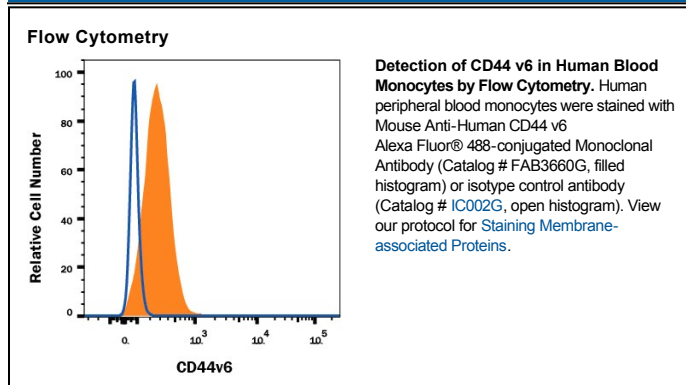 Flow Cytometry
Relative Cell Number
100
80
60
40
20
0
0.
10.3
10.4
10.5
CD44v6
Detection of CD44 v6 in Human Blood
Monocytes by Flow Cytometry. Human
peripheral blood monocytes were stained with
Mouse Anti-Human CD44 v6
Alexa Fluor® 488-conjugated Monoclonal
Antibody (Catalog # FAB3660G, filled
histogram) or isotype control antibody
(Catalog # IC002G, open histogram). View
our protocol for Staining Membrane-
associated Proteins.